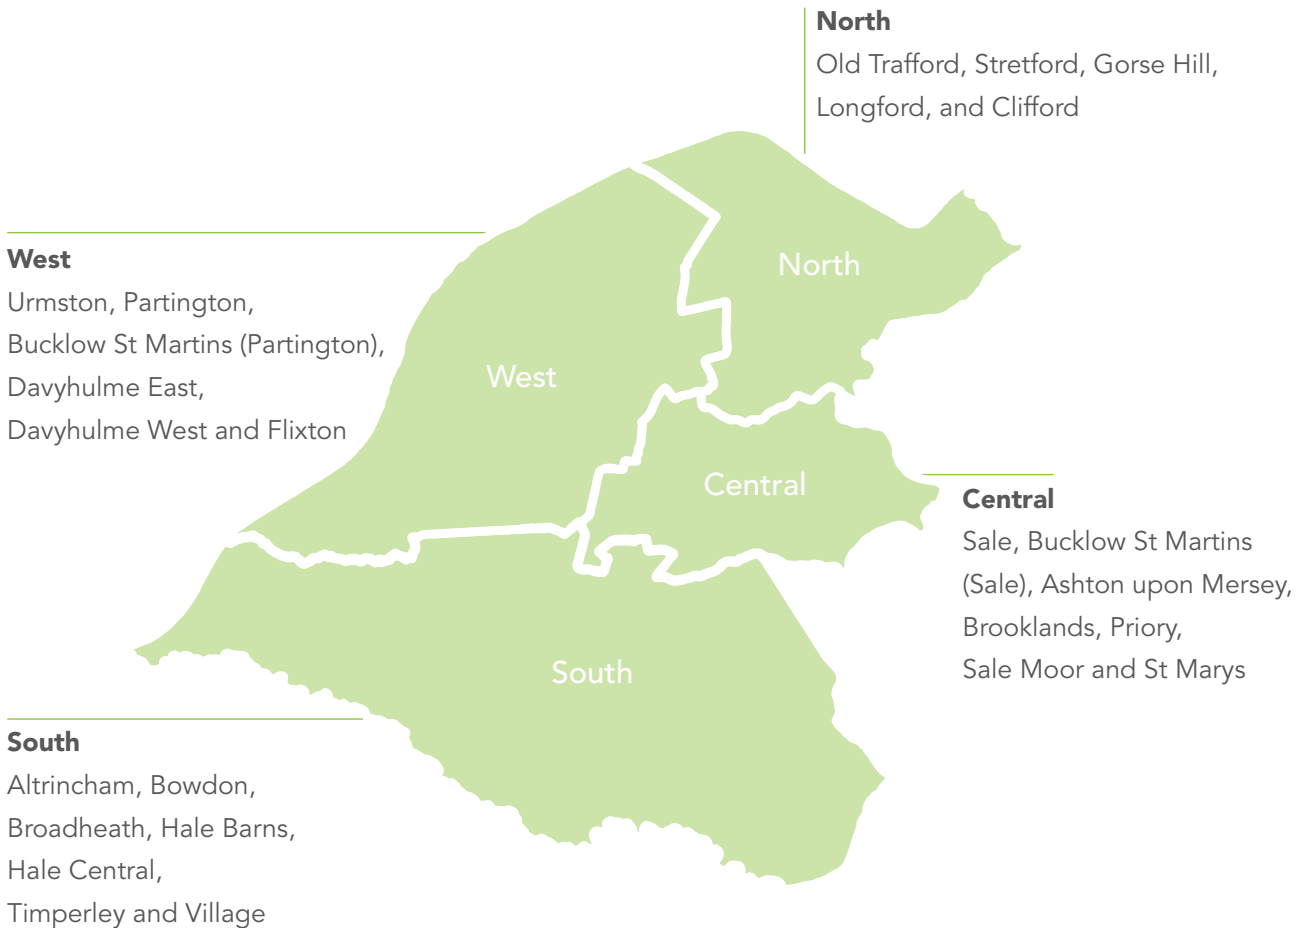 North
Old Trafford, Stretford, Gorse Hill,
Longford, and Clifford
North
West
Urmston, Partington,
Bucklow St Martins (Partington),
Davyhulme East,
Davyhulme West and Flixton
West
Central
Central
Sale, Bucklow St Martins
(Sale), Ashton upon Mersey,
Brooklands, Priory,
Sale Moor and St Marys
South
South
Altrincham, Bowdon,
Broadheath, Hale Barns,
Hale Central,
Timperley and Village